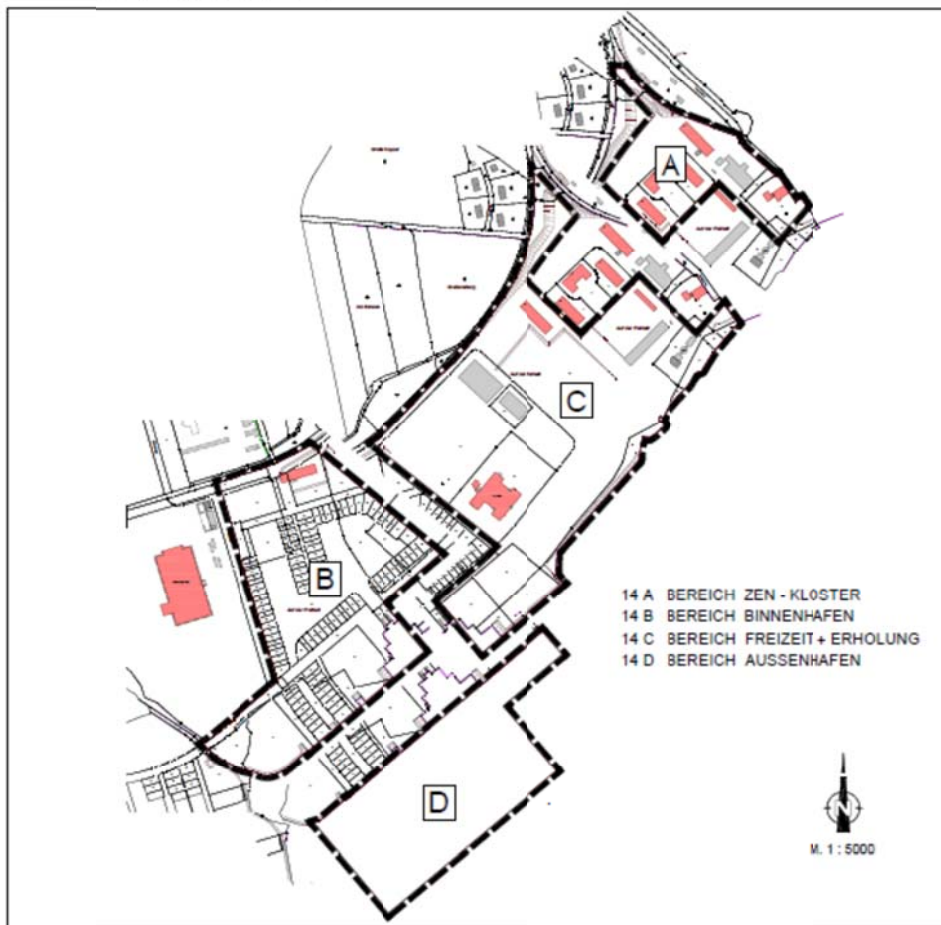 A
C
B
14 A BEREICH ZEN - KLOSTER
14 B BEREICH BINNENHAFEN
14 C BEREICH FREIZEIT + ERHOLUNG
14 D BEREICH AUSSENHAFEN
D
N
M. 1 : 5000